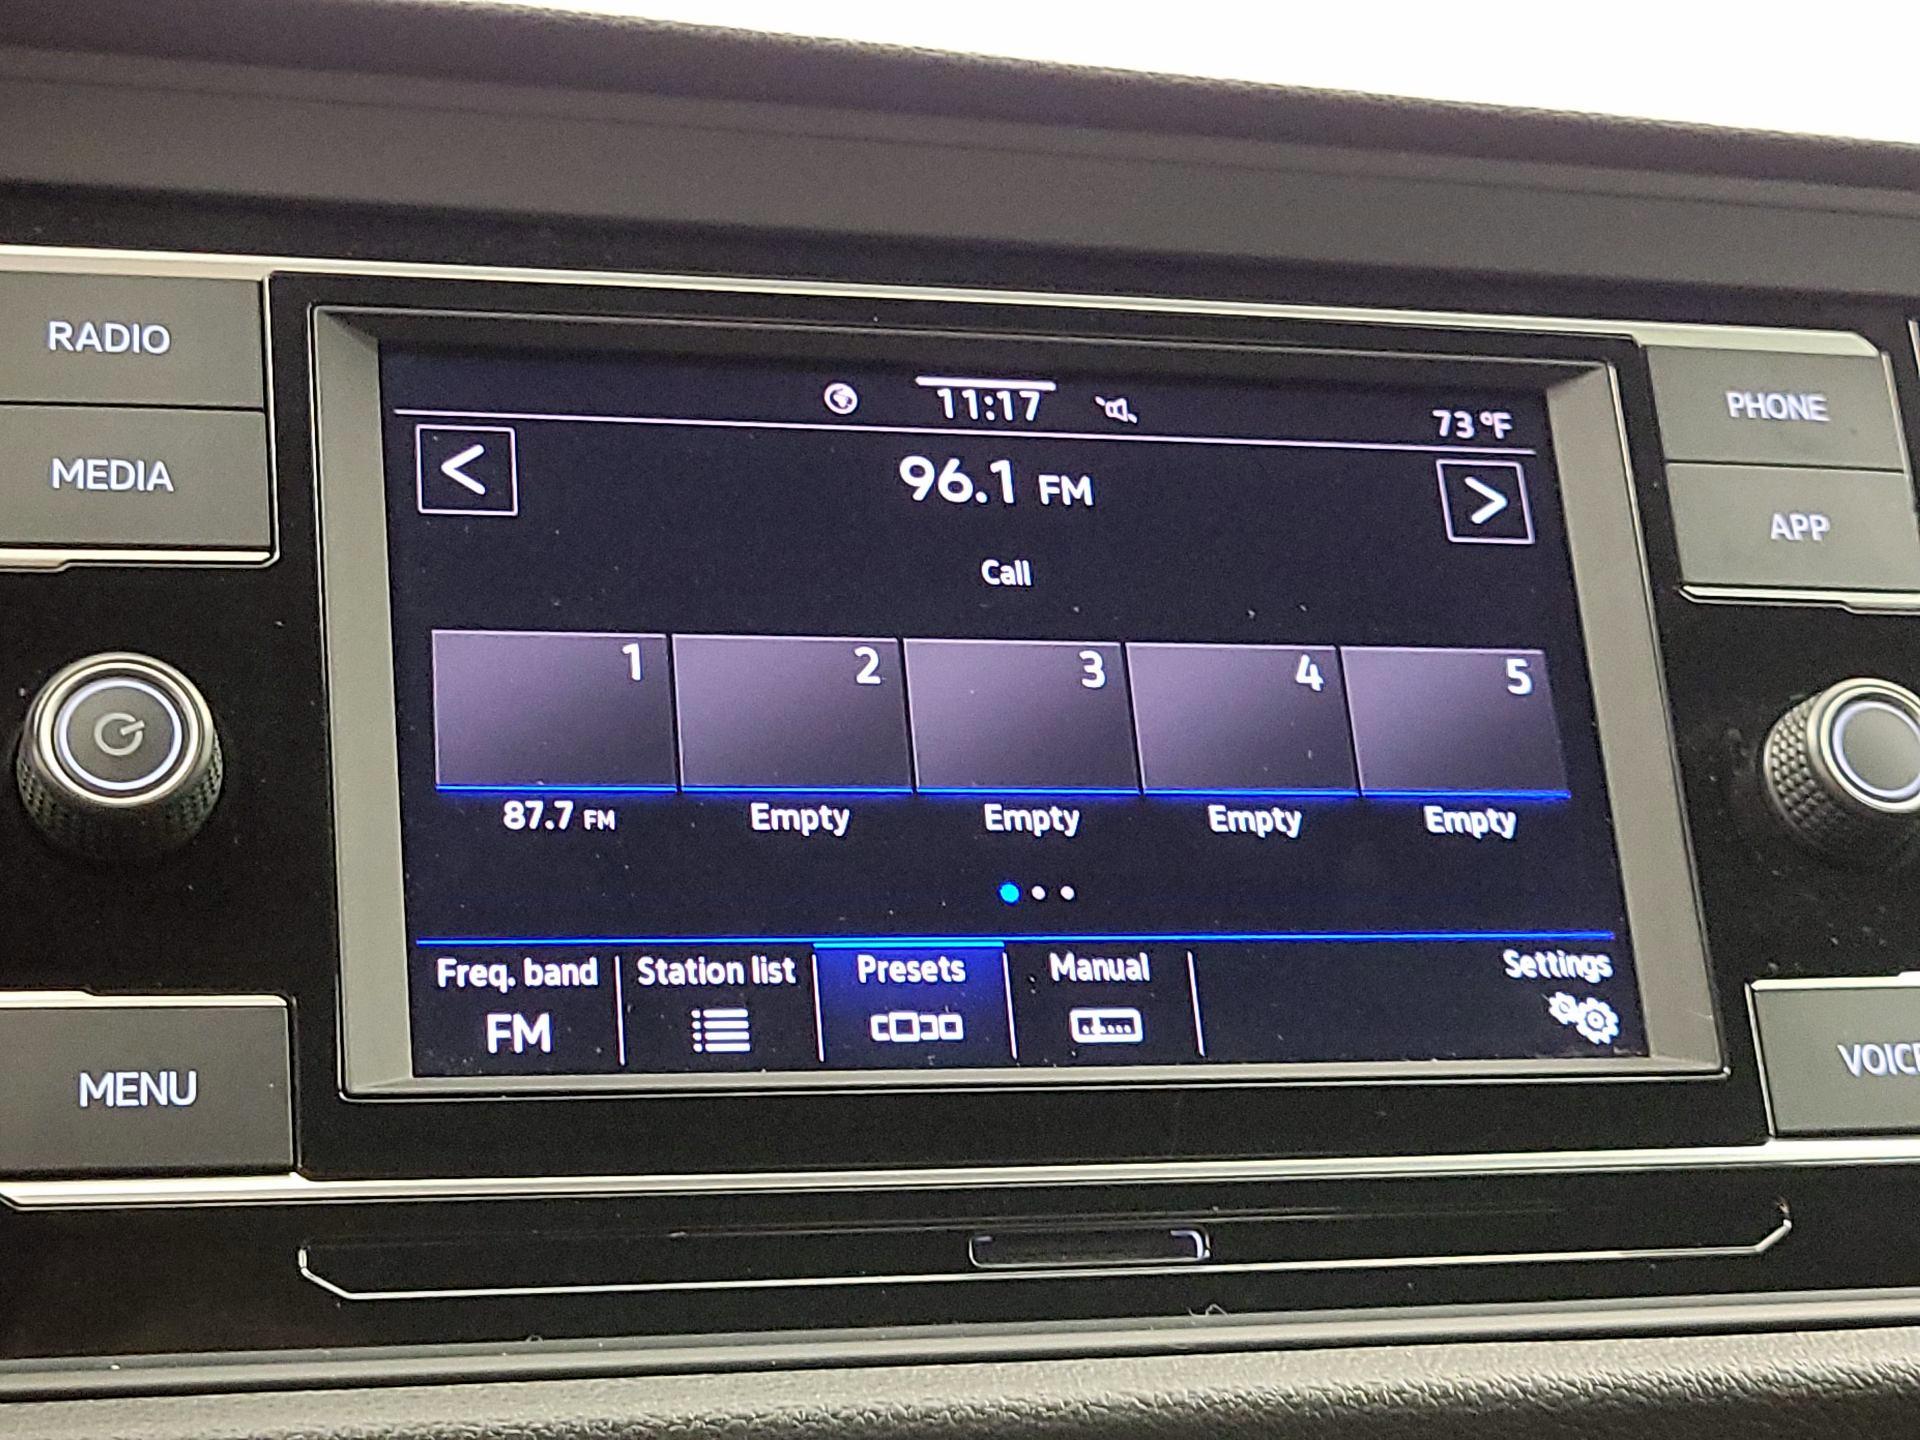 RADIO
MEDIA
MENU
PHONE
APP
11:17
73 °F
<
96.1 FM
>
Call
1
2
3
4
5
87.7 FM
Empty
Empty
Empty
Empty
Freq. band
Station list
Presets
Manual
Settings
FM
VOICE